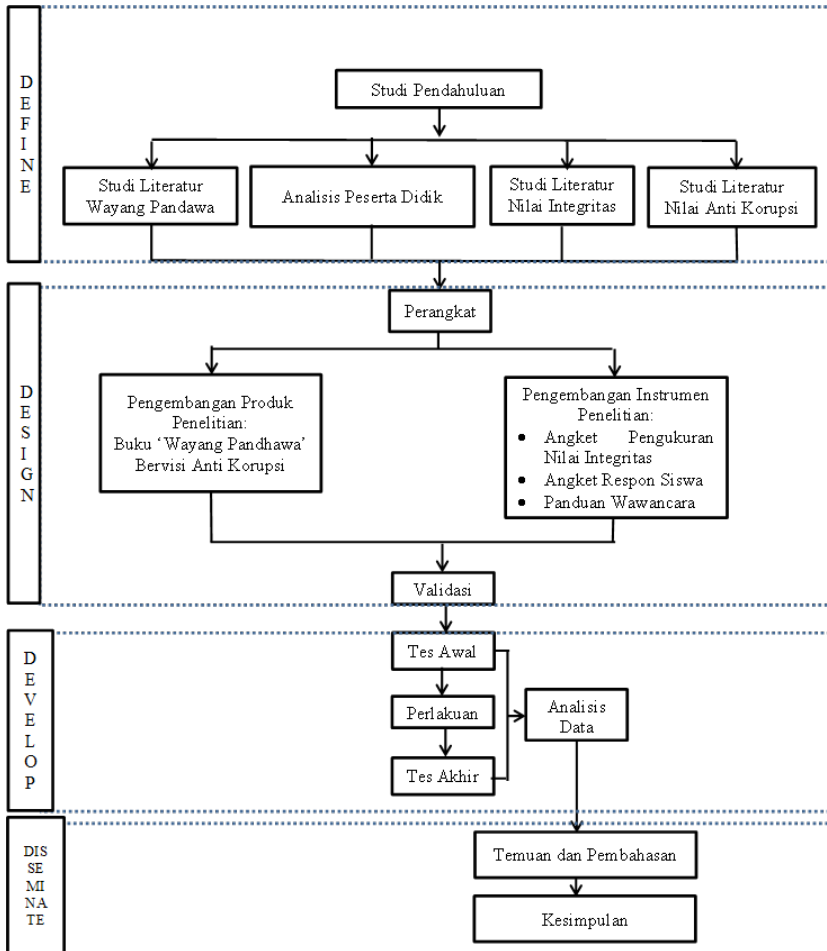 DEFINE
Studi Pendahuluan
Studi Literatur
Wayang Pandawa
Analisis Peserta Didik
Studi Literatur
Nilai Integritas
Studi Literatur
Nilai Anti Korupsi
DESIGN
Perangkat
Pengembangan Produk
Penelitian:
Buku ‘Wayang Pandhawa’
Bervisi Anti Korupsi
Pengembangan Instrumen
Penelitian:
• Angket Pengukuran
Nilai Integritas
• Angket Respon Siswa
• Panduan Wawancara
Validasi
DEVELOP
Tes Awal
Perlakuan
Tes Akhir
Analisis
Data
DIS
SE
MI
NA
TE
Temuan dan Pembahasan
Kesimpulan